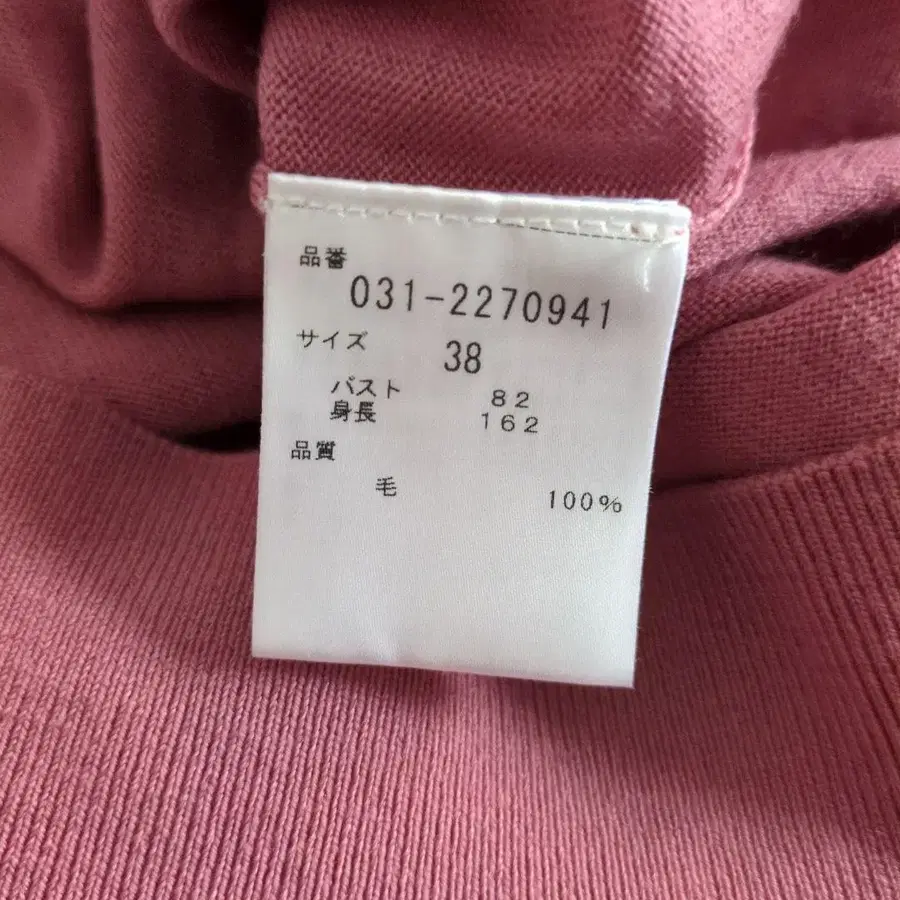 品番
031-2270941
サイズ 38
バスト 82
身長 162
品質
毛 100%